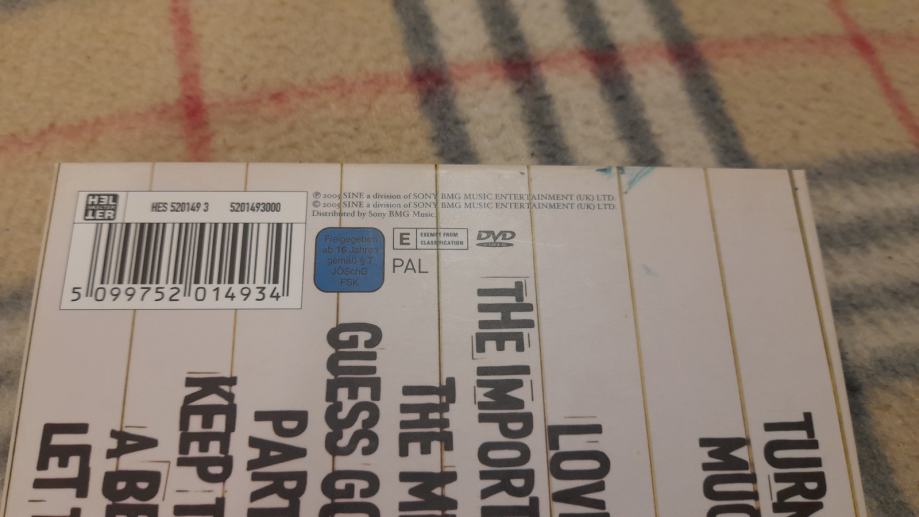 HEL
TER
HES 520149 3 5201493000
5 099752 014934
℗ 2005 SINE a division of SONY BMG MUSIC ENTERTAINMENT (UK) LTD.
© 2005 SINE a division of SONY BMG MUSIC ENTERTAINMENT (UK) LTD.
Distributed by Sony BMG Music.
Freigegeben
ab 16 Jahren
gemäß § 7
JÖSchG
FSK
E EXEMPT FROM
CLASSIFICATION
DVD
PAL
LET
A BE
KEEP T
PART
GUESS GO
THE M
THE IMPORT
LOV
MUC
TURN